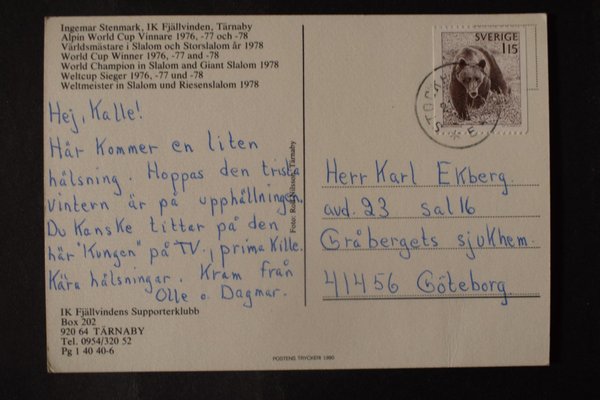 Ingemar Stenmark, IK Fjällvinden, Tärnaby
Alpin World Cup Vinnare 1976, -77 och -78
Världsmästare i Slalom och Storslalom år 1978
World Cup Winner 1976, -77 and -78
World Champion in Slalom and Giant Slalom 1978
Weltcup Sieger 1976, -77 und -78
Weltmeister in Slalom und Riesenslalom 1978
Hej, Kalle!
Här kommer en liten
hälsning. Hoppas den trista
vintern är på upphällningen
Du kanske tittar på den
här "Kungen" på TV, prima kille.
Kära hälsningar. Kram från
Olle o. Dagmar.
IK Fjällvindens Supporterklubb
Box 202
920 64 TÄRNABY
Tel. 0954/320 52
Pg 1 40 40-6
Foto: Rolf Nilsson, Tärnaby
POSTENS TRYCKERI 1980
SVERIGE
115
Herr Karl Ekberg.
avd. 23 sal 16
Gråbergets sjukhem.
41456 Göteborg.